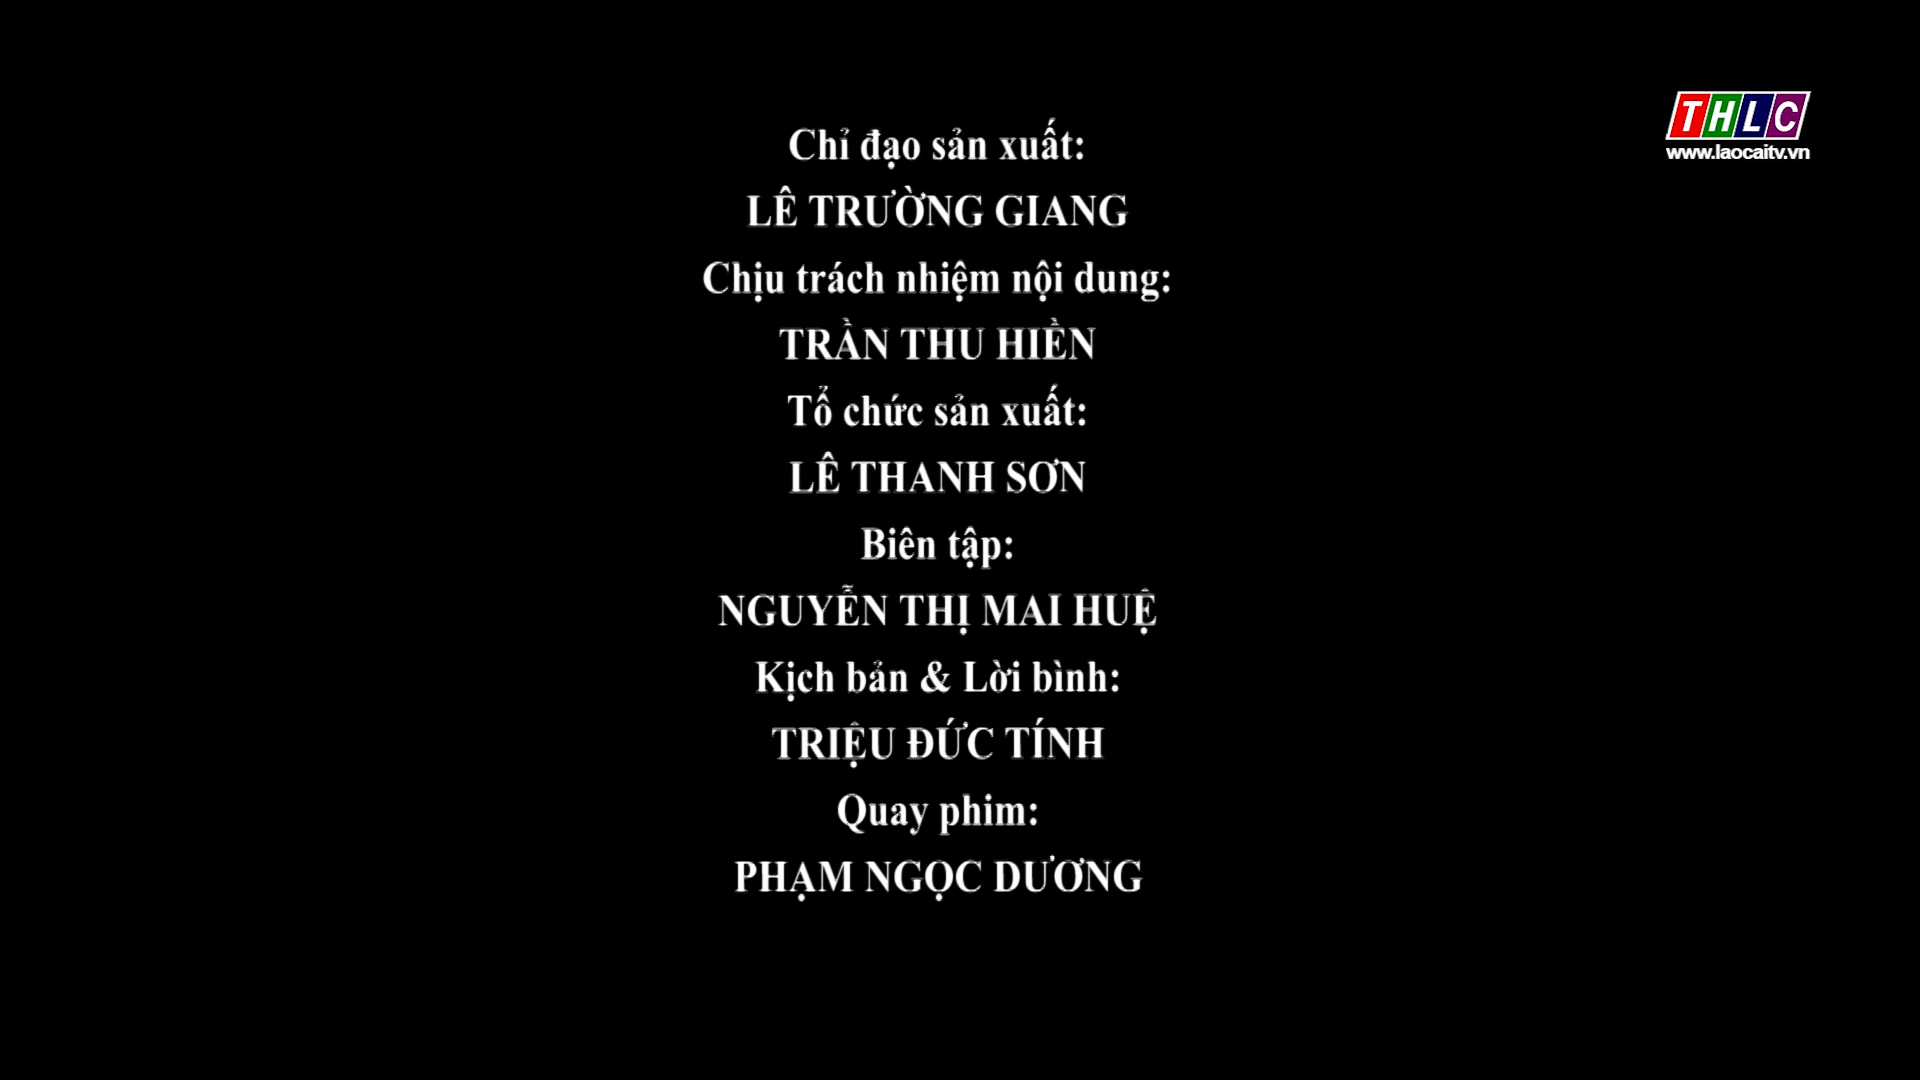 THLC
www.laocaitv.vn
Chỉ đạo sản xuất:
LÊ TRƯỜNG GIANG
Chịu trách nhiệm nội dung:
TRẦN THU HIỀN
Tổ chức sản xuất:
LÊ THANH SƠN
Biên tập:
NGUYỄN THỊ MAI HUỆ
Kịch bản & Lời bình:
TRIỆU ĐỨC TÍNH
Quay phim:
PHẠM NGỌC DƯƠNG